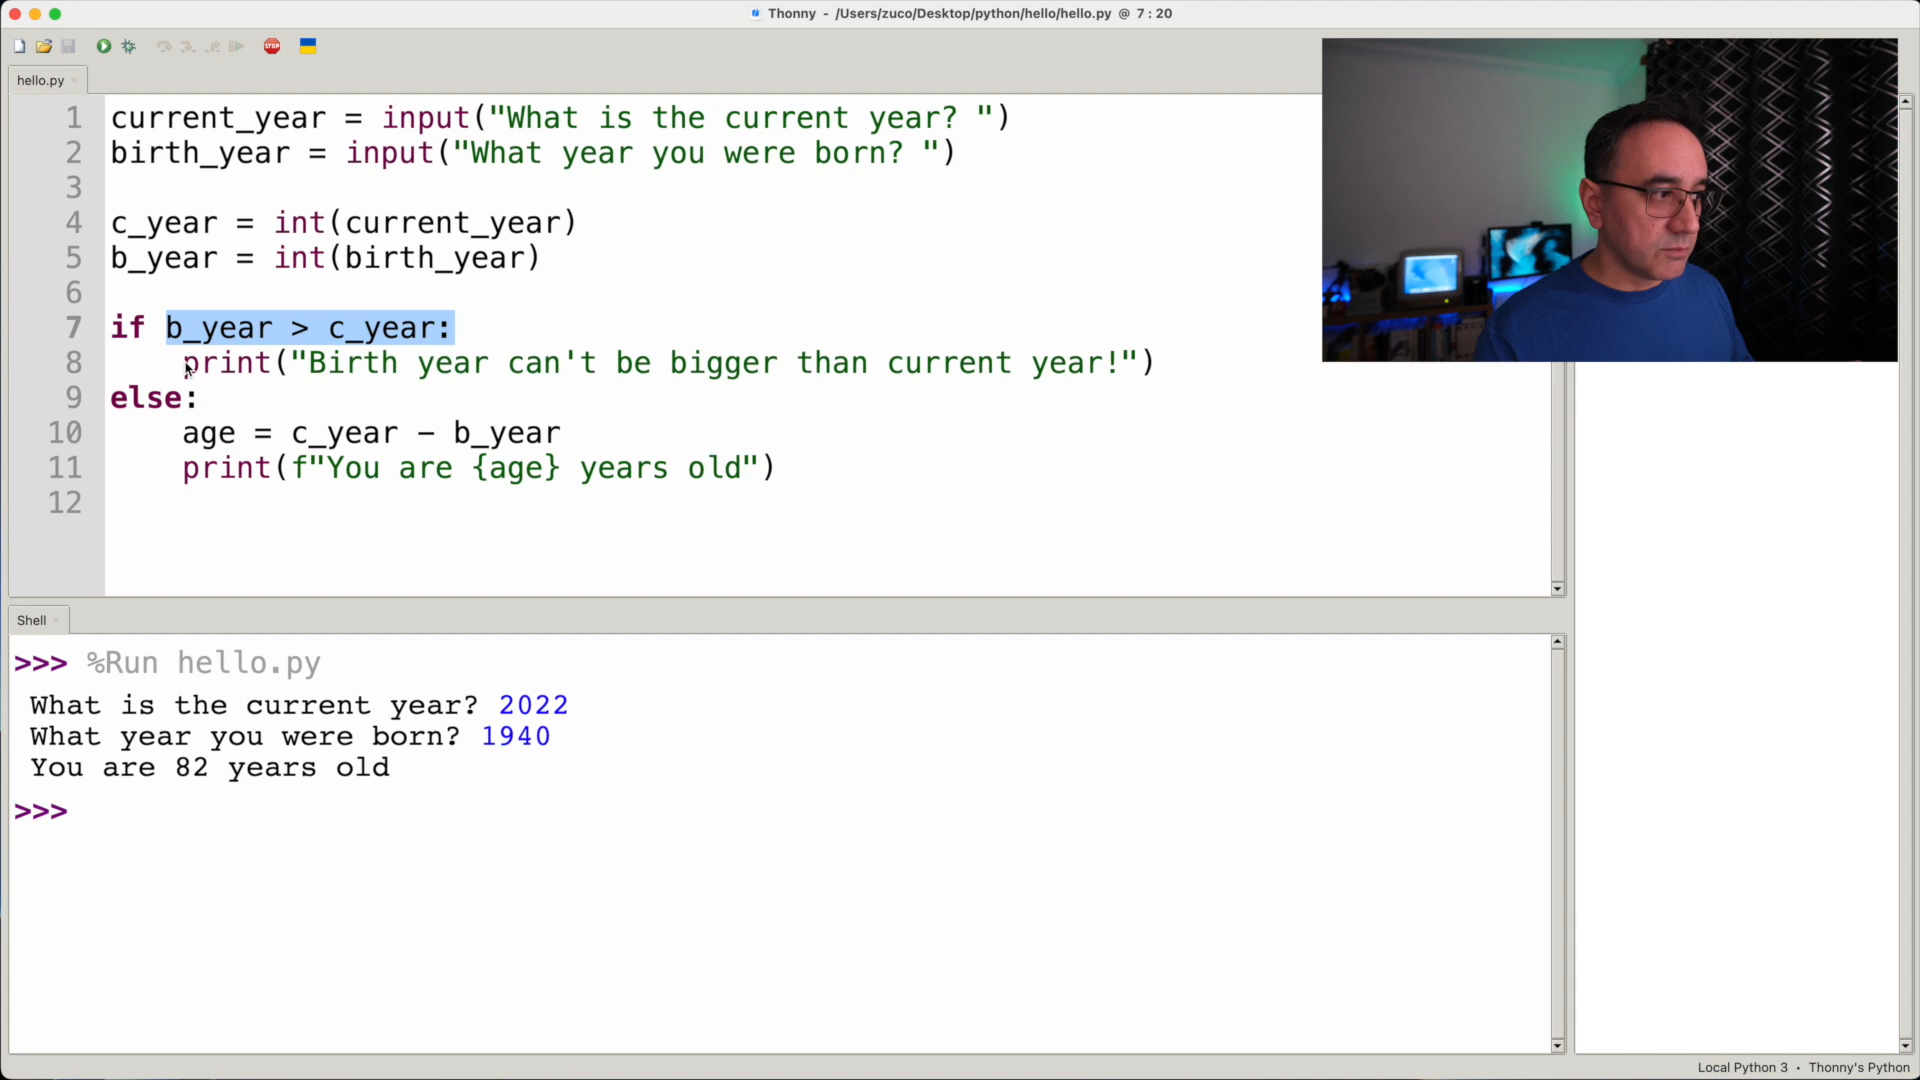 Thonny - /Users/zuco/Desktop/python/hello/hello.py @ 7 : 20
STOP
hello.py
1 current_year = input("What is the current year? ")
2 birth_year = input("What year you were born? ")
3
4 c_year = int(current_year)
5 b_year = int(birth_year)
6
7 if b_year > c_year:
8 print("Birth year can't be bigger than current year!")
9 else:
10 age = c_year - b_year
11 print(f"You are {age} years old")
12
Shell
>>> %Run hello.py
What is the current year? 2022
What year you were born? 1940
You are 82 years old
>>>
Local Python 3 • Thonny's Python